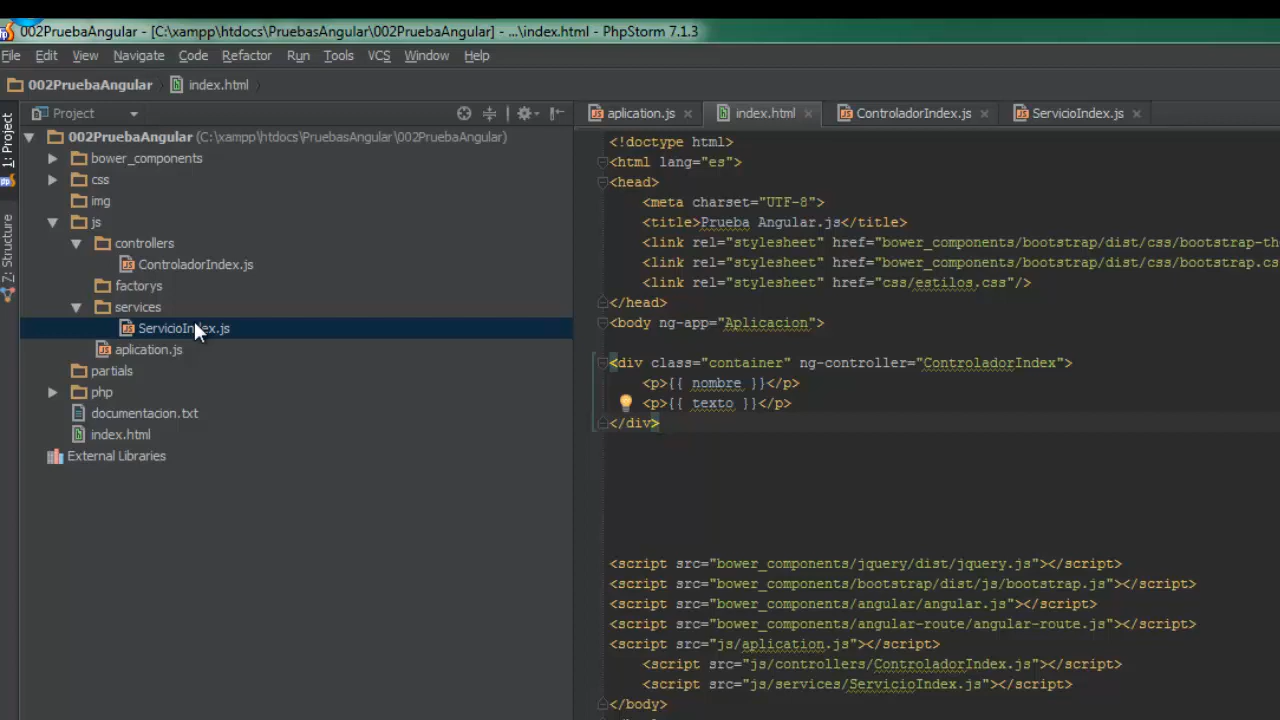 002PruebaAngular - [C:\xampp\htdocs\PruebasAngular\002PruebaAngular] - ...\index.html - PhpStorm 7.1.3
File Edit View Navigate Code Refactor Run Tools VCS Window Help
002PruebaAngular index.html
1: Project
Z: Structure
Project
002PruebaAngular (C:\xampp\htdocs\PruebasAngular\002PruebaAngular)
bower_components
css
img
js
controllers
ControladorIndex.js
factorys
services
ServicioIndex.js
aplication.js
partials
php
documentacion.txt
index.html
External Libraries
aplication.js index.html ControladorIndex.js ServicioIndex.js
<!doctype html>
<html lang="es">
<head>
<meta charset="UTF-8">
<title>Prueba Angular.js</title>
<link rel="stylesheet" href="bower_components/bootstrap/dist/css/bootstrap-th
<link rel="stylesheet" href="bower_components/bootstrap/dist/css/bootstrap.cs
<link rel="stylesheet" href="css/estilos.css"/>
</head>
<body ng-app="Aplicacion">
<div class="container" ng-controller="ControladorIndex">
<p>{{ nombre }}</p>
<p>{{ texto }}</p>
</div>
<script src="bower_components/jquery/dist/jquery.js"></script>
<script src="bower_components/bootstrap/dist/js/bootstrap.js"></script>
<script src="bower_components/angular/angular.js"></script>
<script src="bower_components/angular-route/angular-route.js"></script>
<script src="js/aplication.js"></script>
<script src="js/controllers/ControladorIndex.js"></script>
<script src="js/services/ServicioIndex.js"></script>
</body>